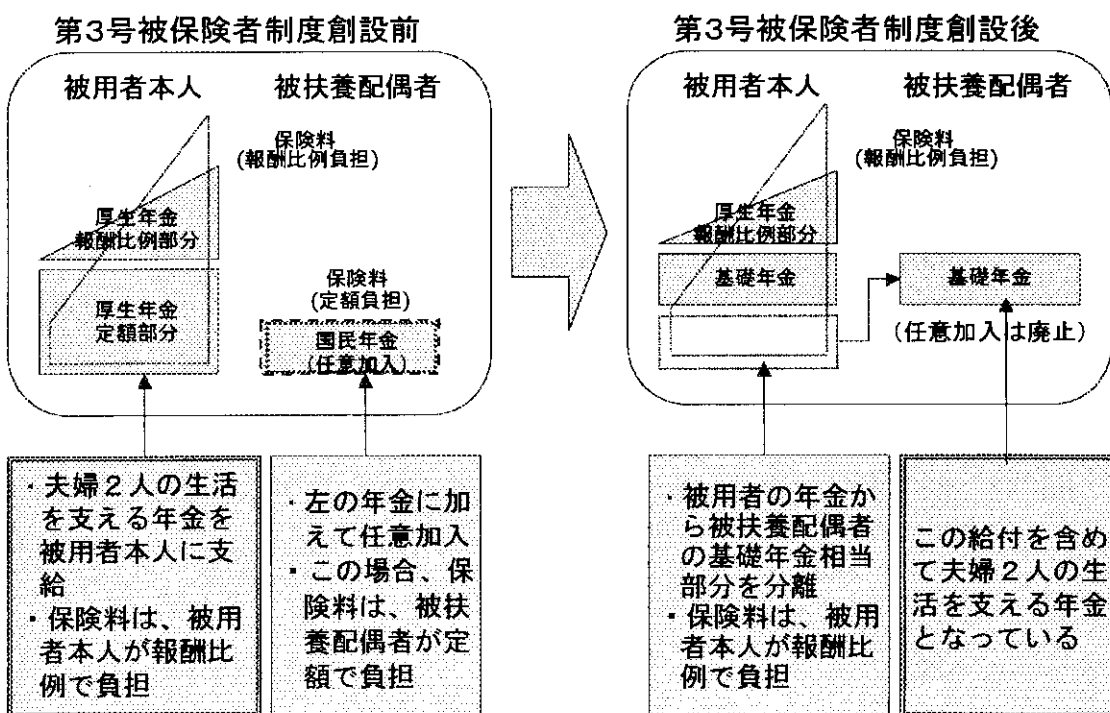 第3号被保険者制度創設前
被用者本人
被扶養配偶者
保険料
(報酬比例負担)
厚生年金
報酬比例部分
厚生年金
定額部分
保険料
(定額負担)
国民年金
(任意加入)
・夫婦2人の生活
を支える年金を
被用者本人に支
給
・保険料は、被用
者本人が報酬比
例で負担
・左の年金に加
えて任意加入
・この場合、保
険料は、被扶
養配偶者が定
額で負担
第3号被保険者制度創設後
被用者本人
被扶養配偶者
保険料
(報酬比例負担)
厚生年金
報酬比例部分
基礎年金
基礎年金
(任意加入は廃止)
・被用者の年金か
ら被扶養配偶者
の基礎年金相当
部分を分離
・保険料は、被用
者本人が報酬比
例で負担
この給付を含め
て夫婦2人の生
活を支える年金
となっている